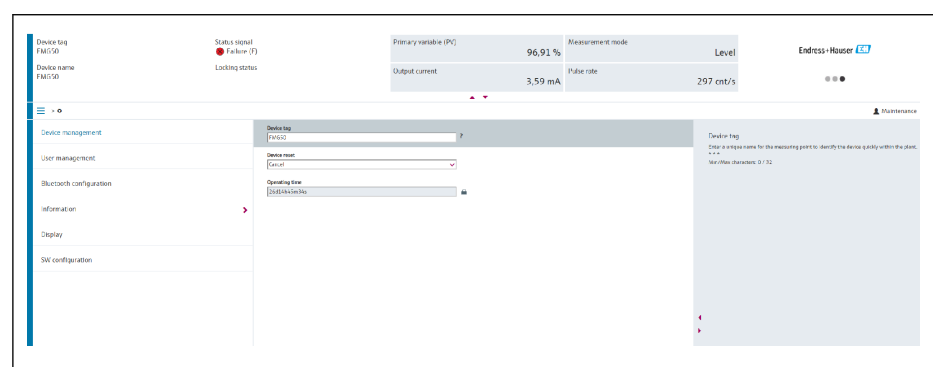 Device tag
FMG50
Status signal
Failure (F)
Primary variable (PV)
96,91 %
Measurement mode
Level
Endress+Hauser
Device name
FMG50
Locking status
Output current
3,59 mA
Pulse rate
297 cnt/s
Maintenance
Device management
User management
Bluetooth configuration
Information
Display
SW configuration
Device tag
FMG50
?
Device reset
Cancel
Operating time
26d14h45m34s
Device tag
Enter a unique name for the measuring point to identify the device quickly within the plant.
* * *
Min/Max characters: 0 / 32